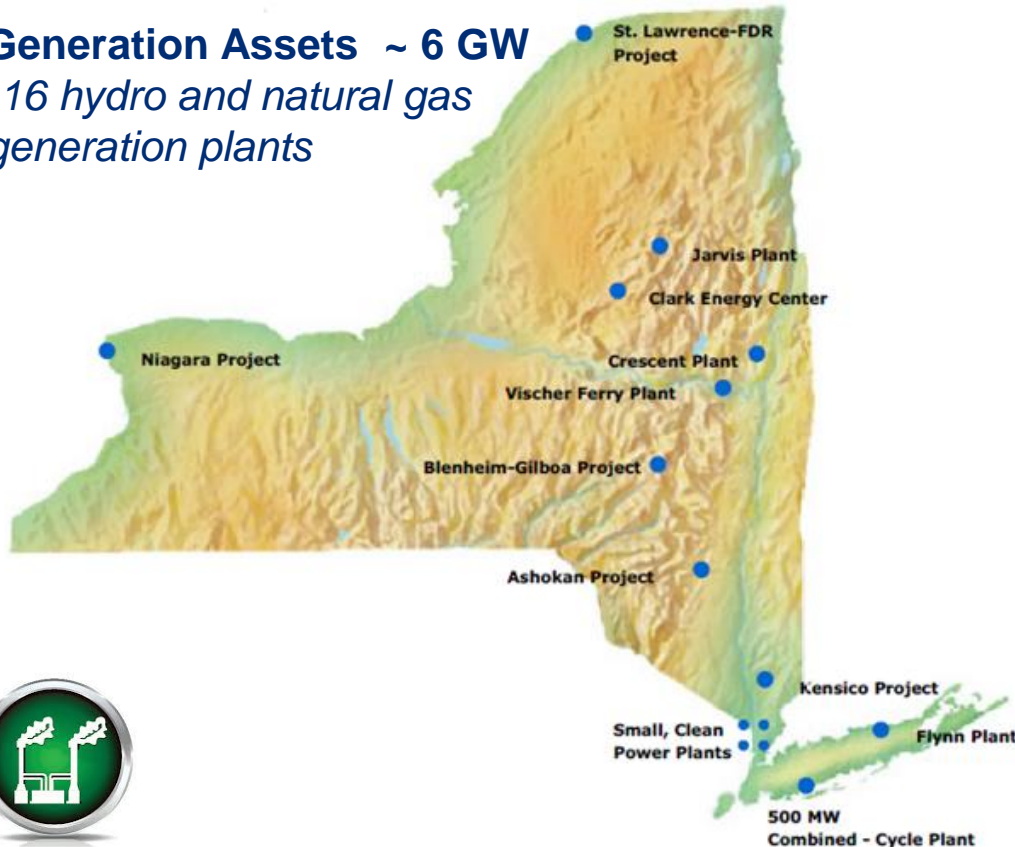 Generation Assets ~ 6 GW
16 hydro and natural gas
generation plants
St. Lawrence-FDR
Project
Jarvis Plant
Clark Energy Center
Niagara Project
Crescent Plant
Vischer Ferry Plant
Blenheim-Gilboa Project
Ashokan Project
Kensico Project
Small, Clean
Power Plants
Flynn Plant
500 MW
Combined - Cycle Plant